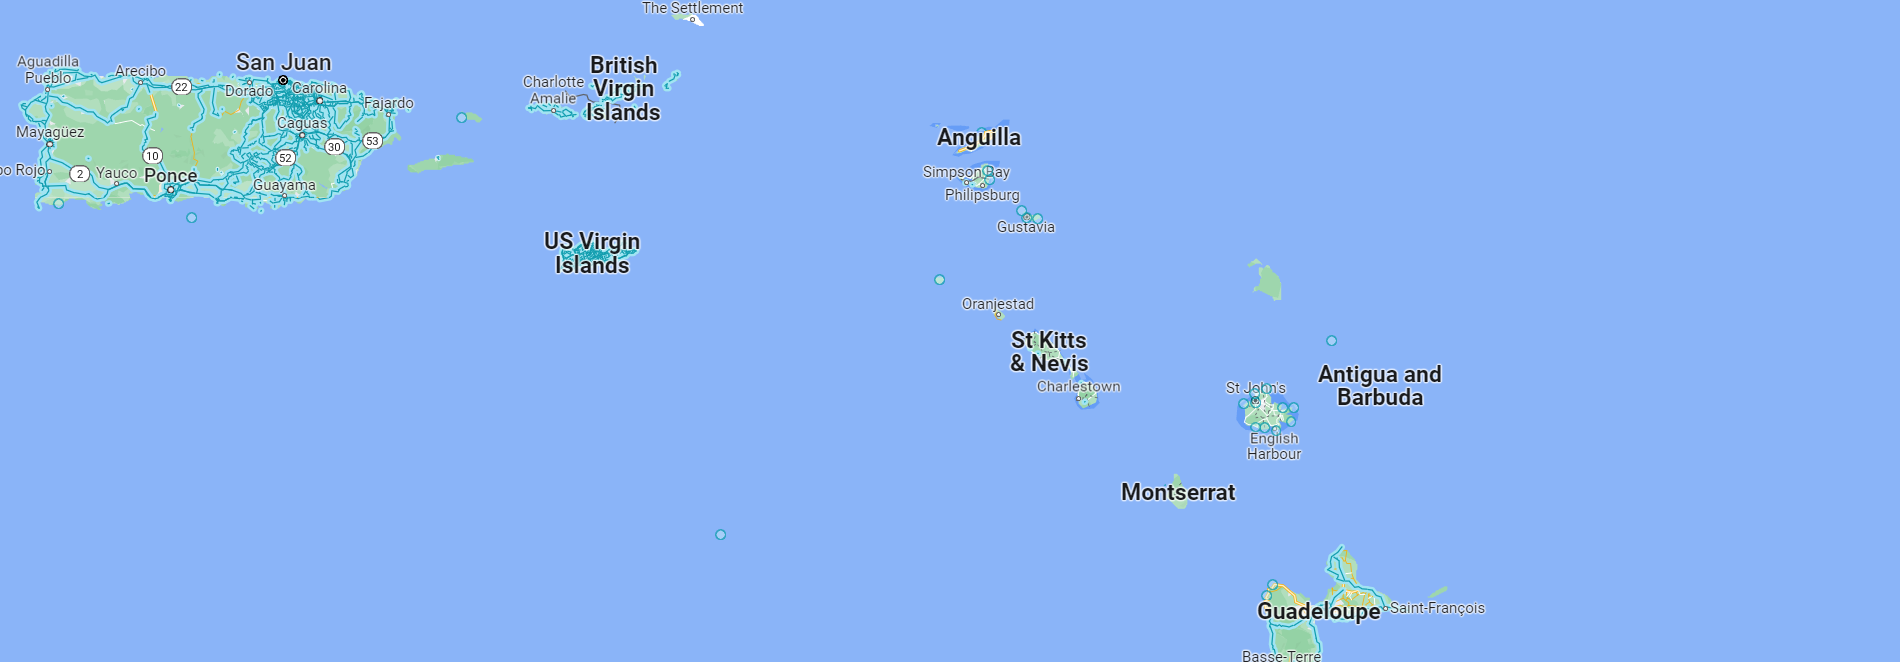 The Settlement
Aguadilla
Pueblo
Arecibo
22
San Juan
Dorado
Carolina
Fajardo
Caguas
Mayagüez
10
52
30
53
2
Yauco
Ponce
Guayama
British
Virgin
Islands
Charlotte
Amalie
US Virgin
Islands
Anguilla
Simpson Bay
Philipsburg
Gustavia
Oranjestad
St Kitts
& Nevis
Charlestown
Antigua and
Barbuda
St John's
English
Harbour
Montserrat
Guadeloupe
Saint-François
Basse-Terre